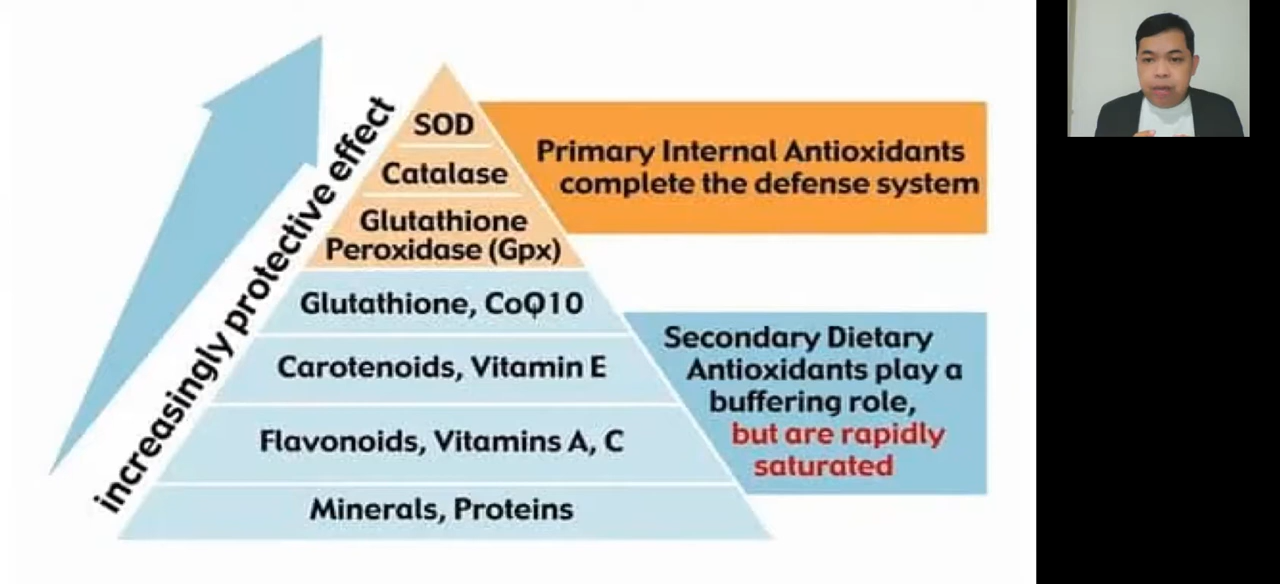 increasingly protective effect
SOD
Catalase
Glutathione
Peroxidase (Gpx)
Primary Internal Antioxidants
complete the defense system
Glutathione, CoQ10
Carotenoids, Vitamin E
Flavonoids, Vitamins A, C
Minerals, Proteins
Secondary Dietary
Antioxidants play a
buffering role,
but are rapidly
saturated